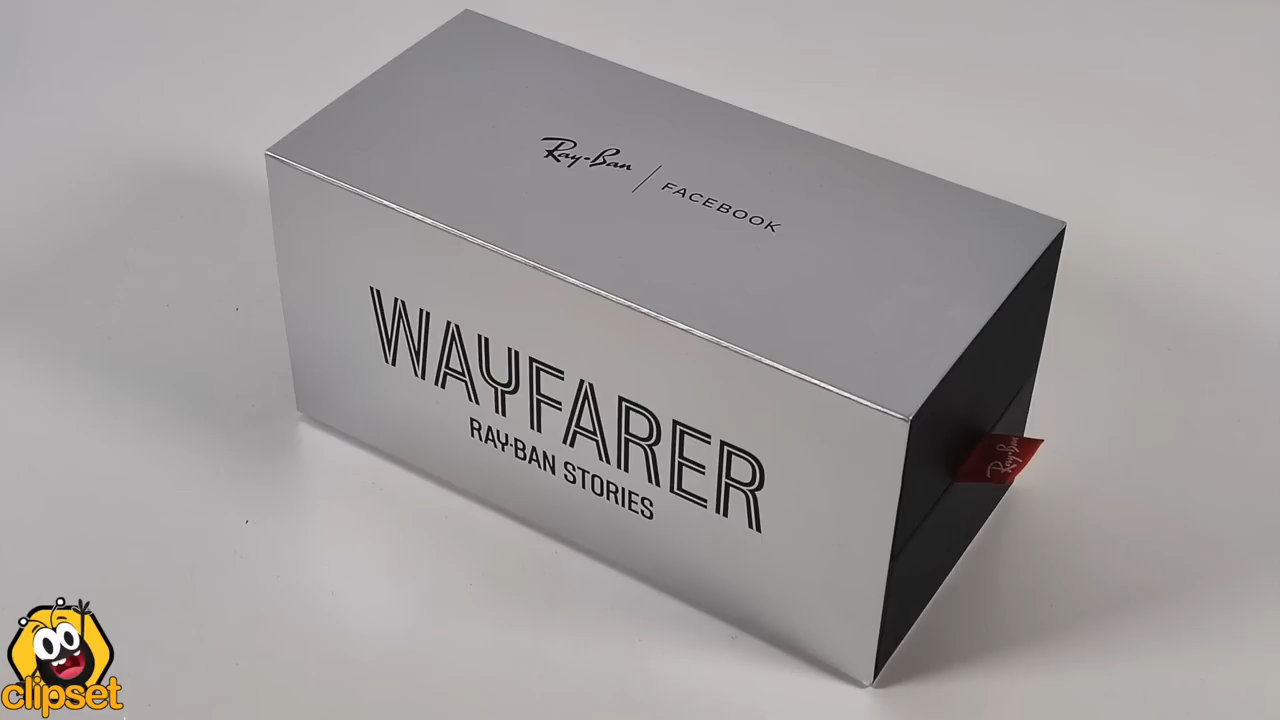 Ray-Ban | FACEBOOK
WAYFARER
RAY-BAN STORIES
Ray-Ban
clipset